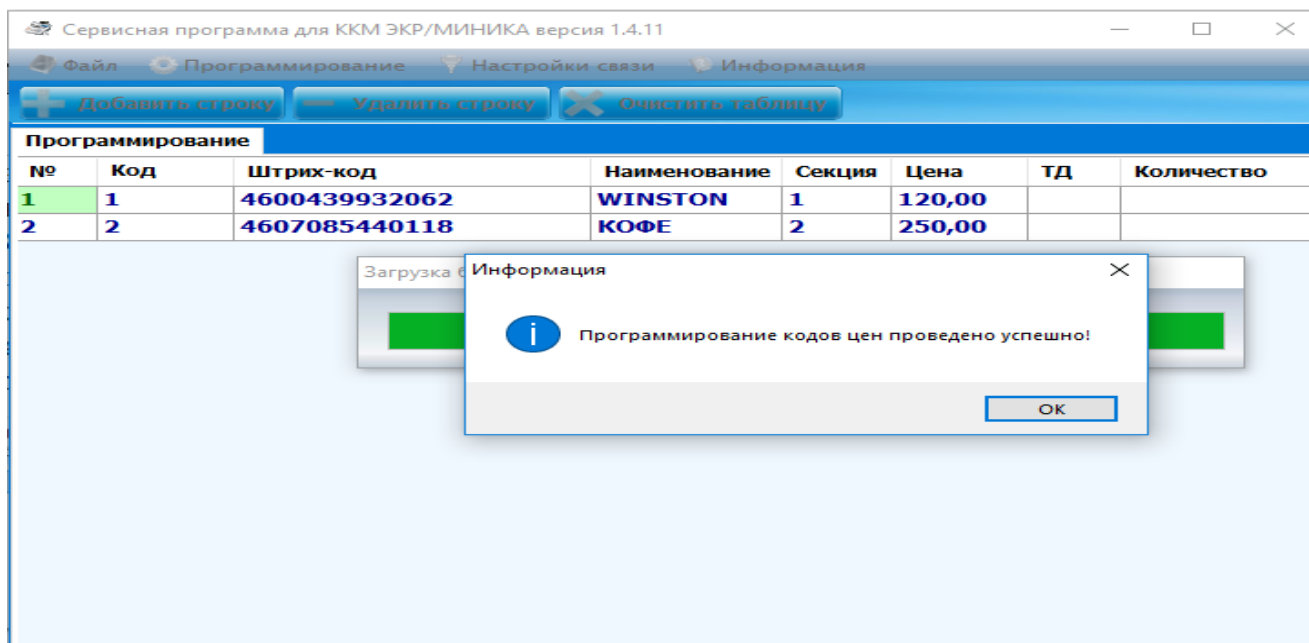 Сервисная программа для ККМ ЭКР/МИНИКА версия 1.4.11
Файл Программирование Настройки связи Информация
Добавить строку Удалить строку Очистить таблицу
Программирование
№ Код Штрих-код Наименование Секция Цена ТД Количество
1 1 4600439932062 WINSTON 1 120,00
2 2 4607085440118 КОФЕ 2 250,00
Загрузка
Информация
Программирование кодов цен проведено успешно!
ОК